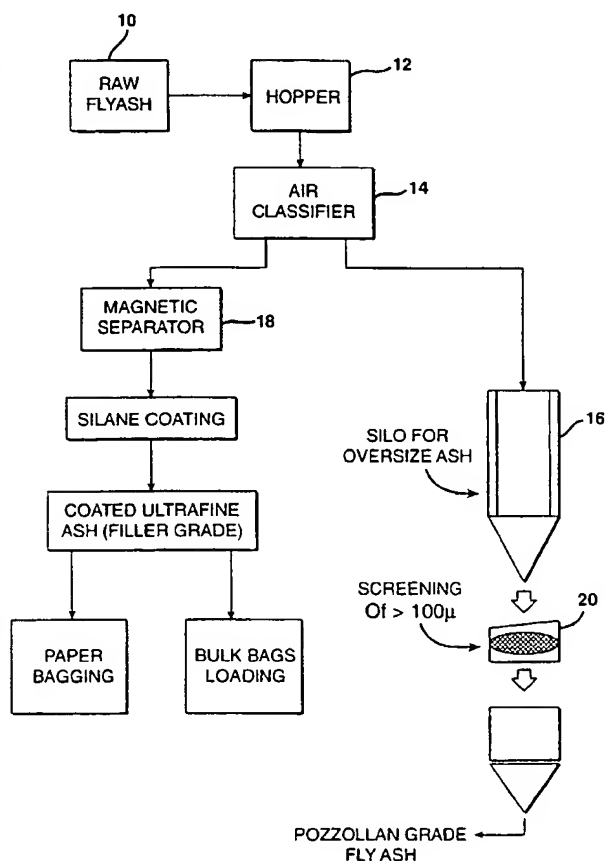 10
RAW
FLYASH
12
HOPPER
AIR
CLASSIFIER
14
MAGNETIC
SEPARATOR
18
SILANE COATING
COATED ULTRAFINE
ASH (FILLER GRADE)
PAPER
BAGGING
BULK BAGS
LOADING
16
SILO FOR
OVERSIZE ASH
SCREENING
Of > 100μ
20
POZZOLLAN GRADE
FLY ASH